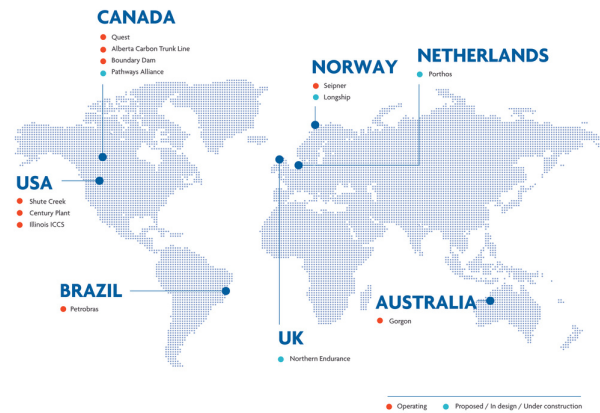 CANADA
Quest
Alberta Carbon Trunk Line
Boundary Dam
Pathways Alliance
NORWAY
Seipner
Longship
NETHERLANDS
Porthos
USA
Shute Creek
Century Plant
Illinois ICCS
BRAZIL
Petrobras
AUSTRALIA
Gorgon
UK
Northern Endurance
Operating
Proposed / In design / Under construction